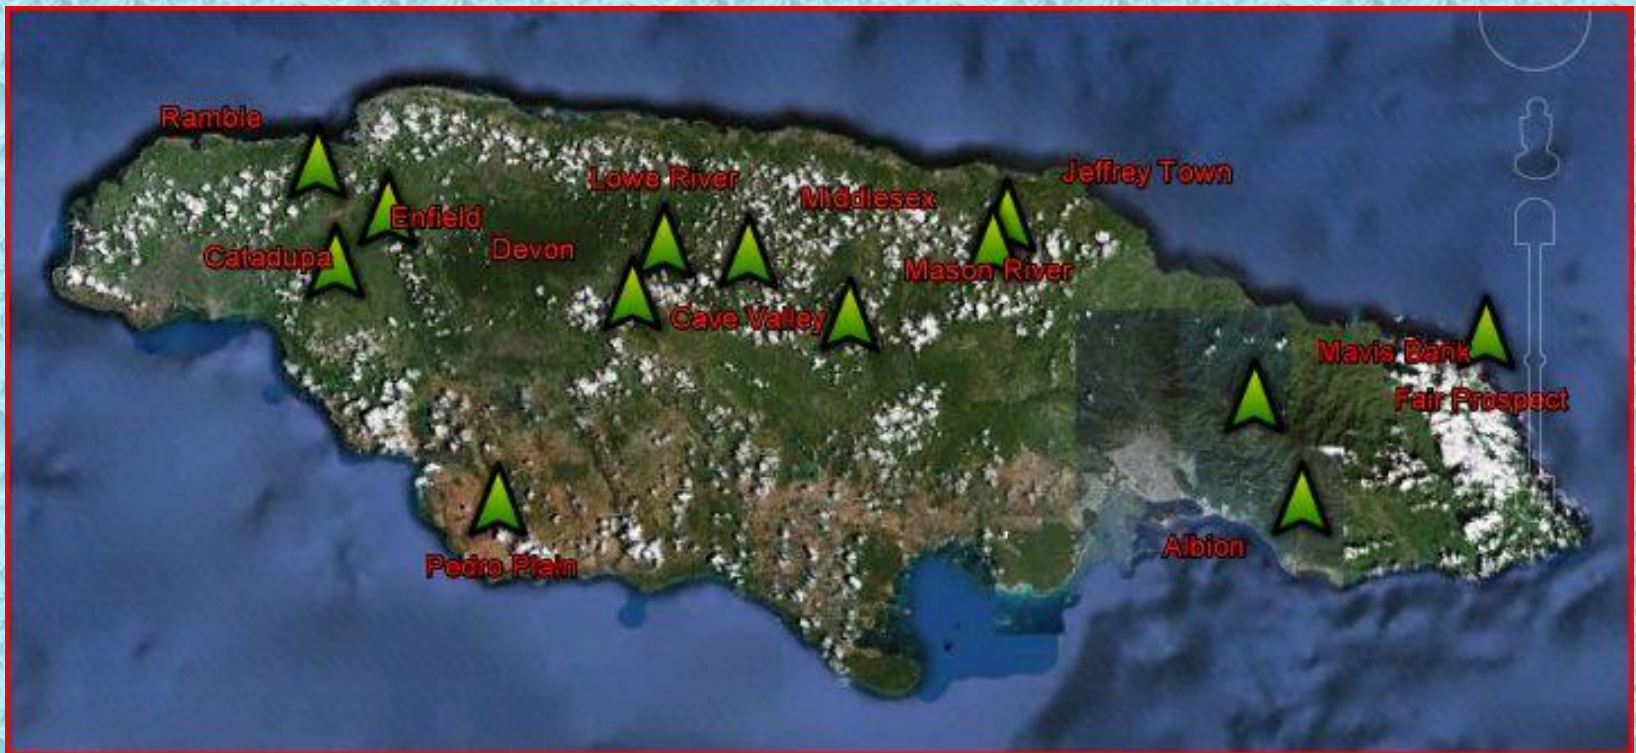 Ramble
Jeffrey Town
Lowe River
Middlesex
Enfield
Devon
Catadupa
Mason River
Cave Valley
Mavis Bank
Fair Prospect
Albion
Pedro Plain